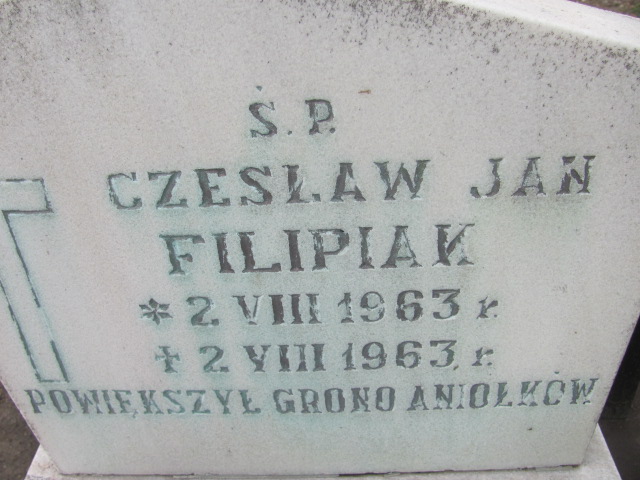 Ś. P.
CZESŁAW JAN
FILIPIAK
* 2. VIII 1963 r.
✝ 2. VIII 1963. r.
POWIĘKSZYŁ GRONO ANIOŁKÓW